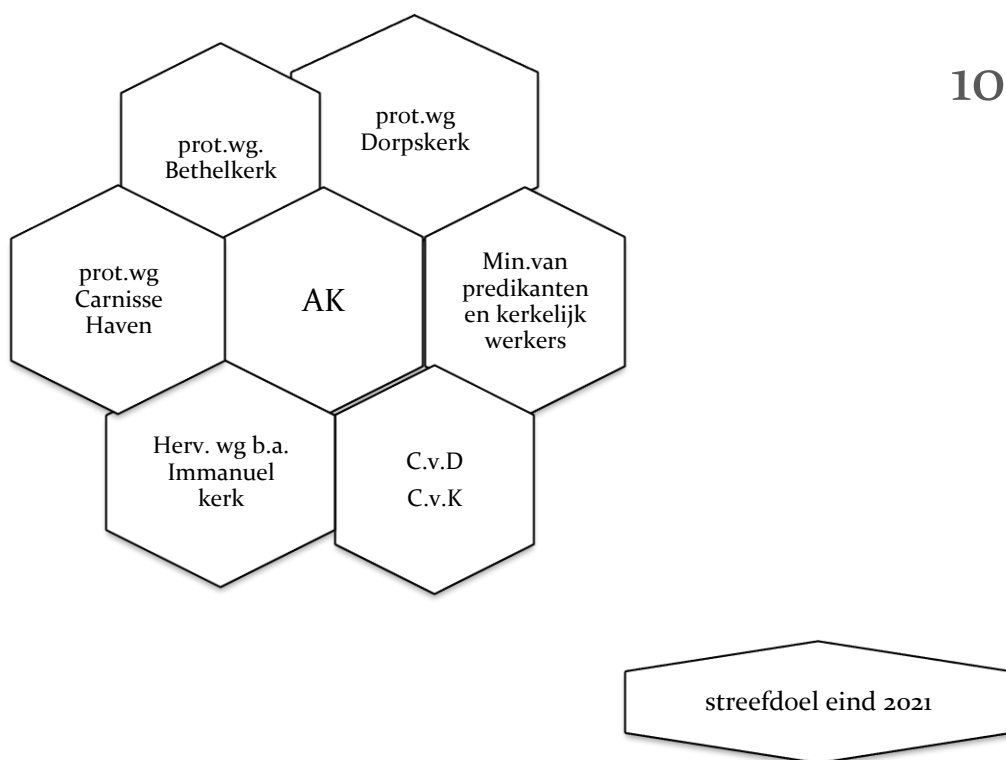 10
prot.wg
Dorpskerk
prot.wg.
Bethelkerk
prot.wg
Carnisse
Haven
AK
Min.van
predikanten
en kerkelijk
werkers
Herv. wg b.a.
Immanuel
kerk
C.v.D
C.v.K
streefdoel eind 2021